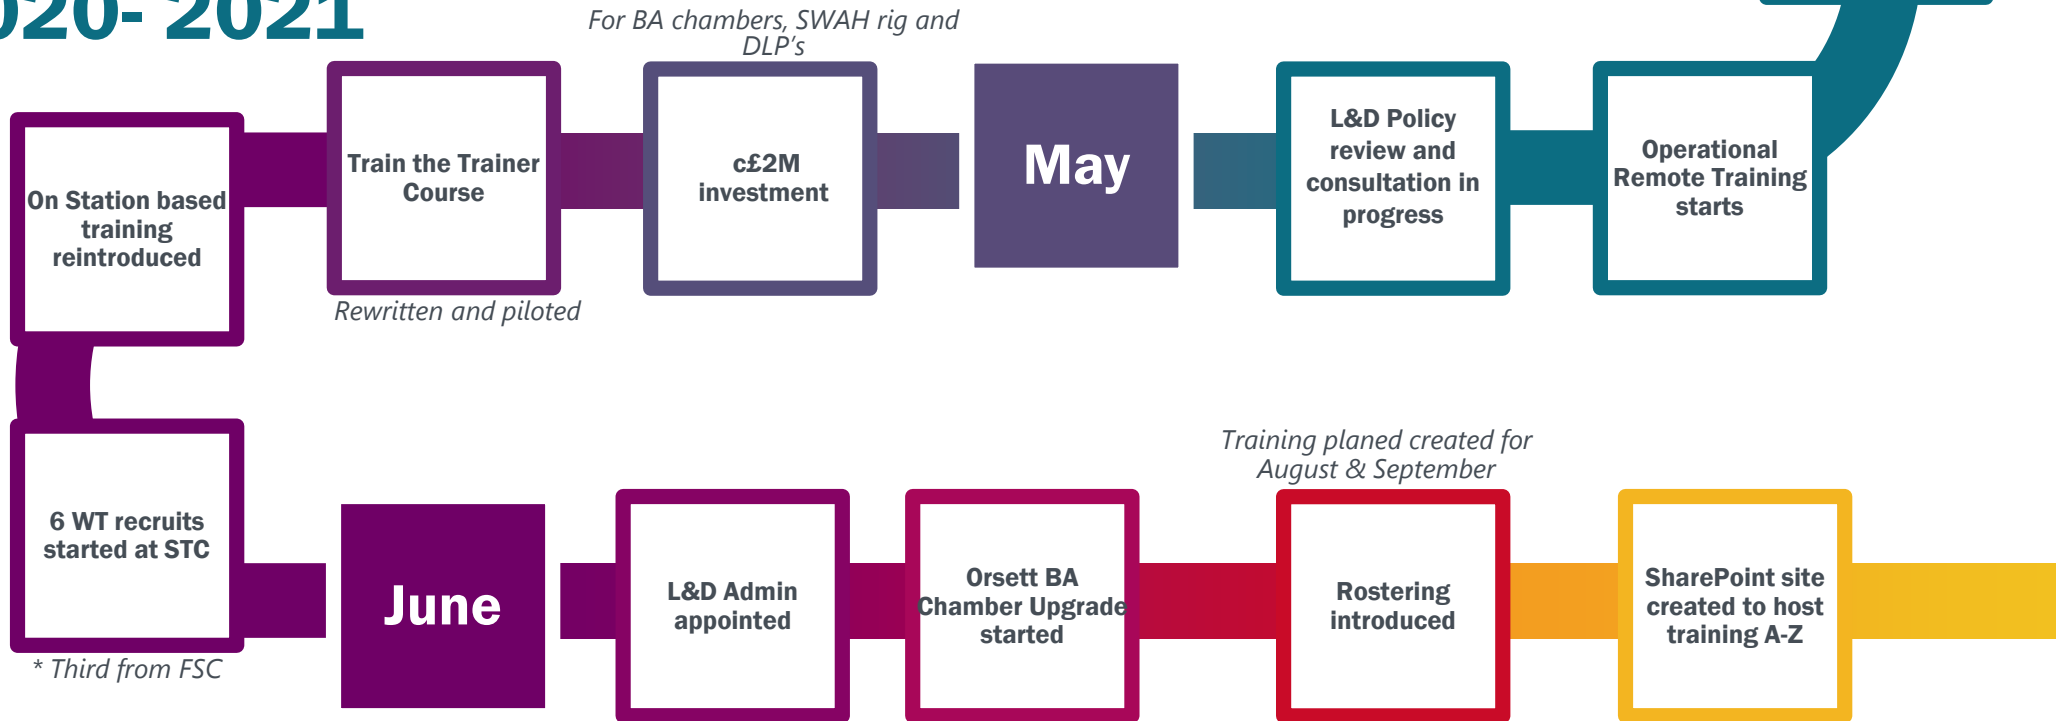 020- 2021
For BA chambers, SWAH rig and
DLP's
On Station based
training
reintroduced
Train the Trainer
Course
Rewritten and piloted
c£2M
investment
May
L&D Policy
review and
consultation in
progress
Operational
Remote Training
starts
6 WT recruits
started at STC
* Third from FSC
June
L&D Admin
appointed
Orsett BA
Chamber Upgrade
started
Training planed created for
August & September
Rostering
introduced
SharePoint site
created to host
training A-Z